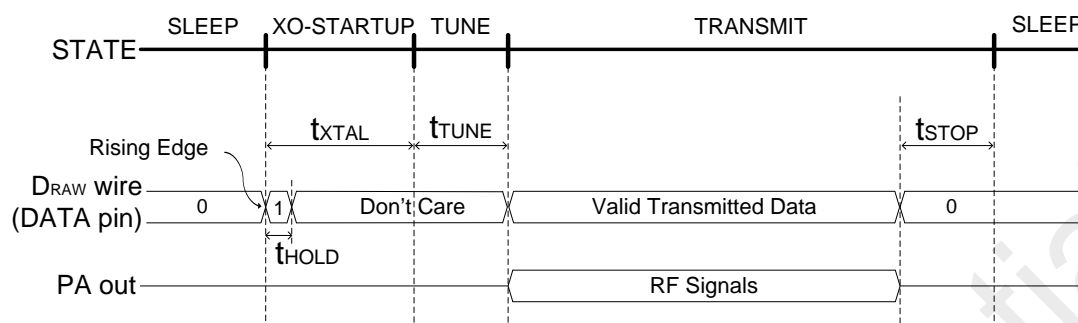 SLEEP XO-STARTUP TUNE TRANSMIT SLEEP
STATE
tXTAL tTUNE tSTOP
Rising Edge
DRAW wire
(DATA pin)
0 1 Don't Care Valid Transmitted Data 0
tHOLD
PA out RF Signals